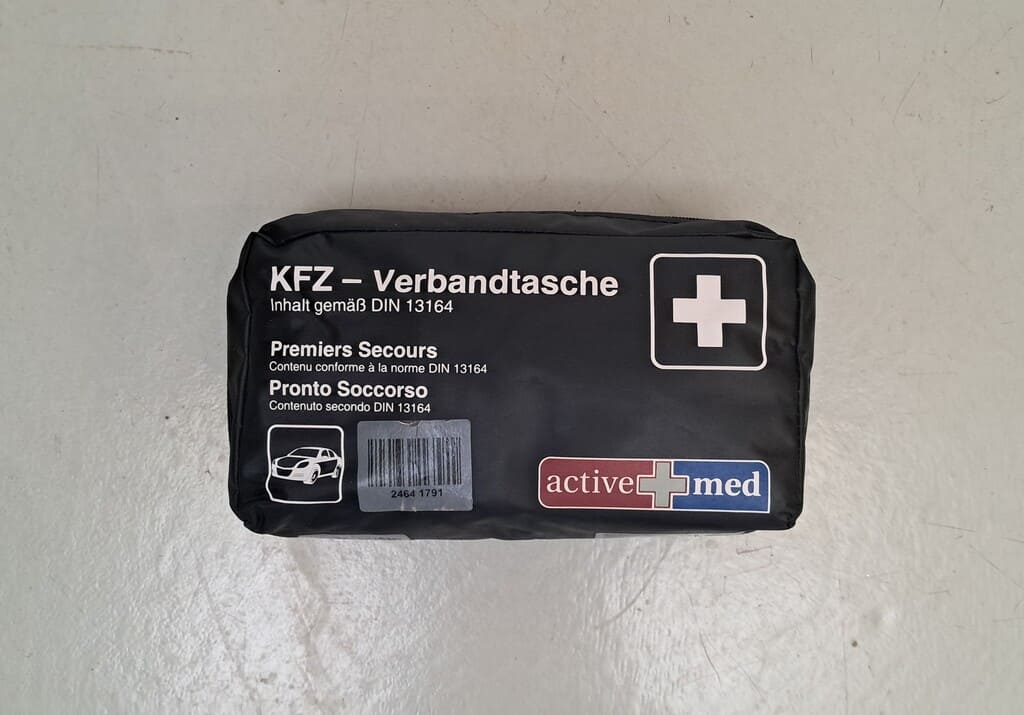 KFZ – Verbandtasche
Inhalt gemäß DIN 13164
Premiers Secours
Contenu conforme à la norme DIN 13164
Pronto Soccorso
Contenuto secondo DIN 13164
2464 1791
active med